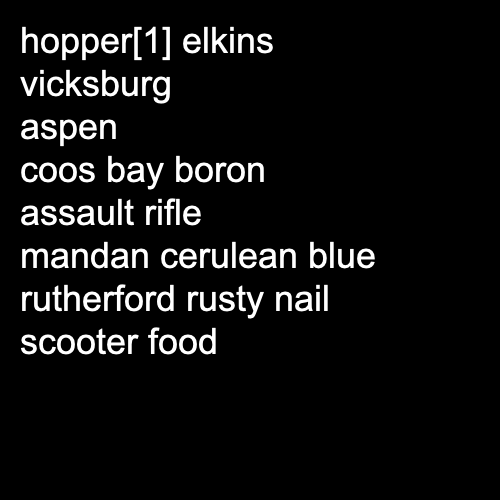 hopper[1] elkins
vicksburg
aspen
coos bay boron
assault rifle
mandan cerulean blue
rutherford rusty nail
scooter food